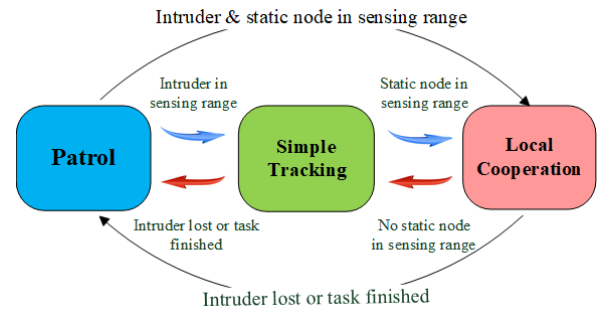 Intruder & static node in sensing range
Intruder in
sensing range
Static node in
sensing range
Patrol
Simple
Tracking
Local
Cooperation
Intruder lost or task
finished
No static node
in sensing range
Intruder lost or task finished